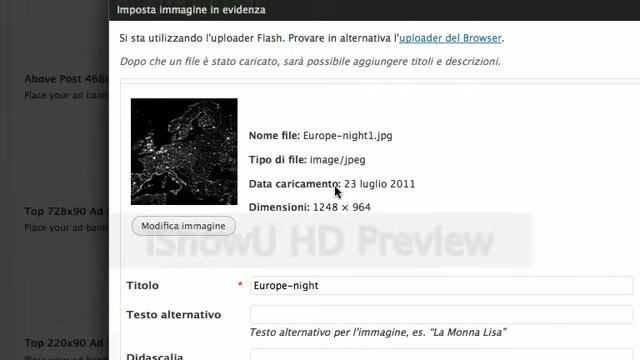 Imposta immagine in evidenza
Si sta utilizzando l'uploader Flash. Provare in alternativa l'uploader del Browser.
Dopo che un file è stato caricato, sarà possibile aggiungere titoli e descrizioni.
Above Post 468x
Place your ad bann
Nome file: Europe-night1.jpg
Tipo di file: image/jpeg
Data caricamento: 23 luglio 2011
Dimensioni: 1248 × 964
Top 728x90 Ad
Place your ad bann
Modifica immagine
iShowU HD Preview
Titolo * Europe-night
Testo alternativo
Testo alternativo per l'immagine, es. “La Monna Lisa”
Top 220x90 Ad
Place your ad bann
Didascalia